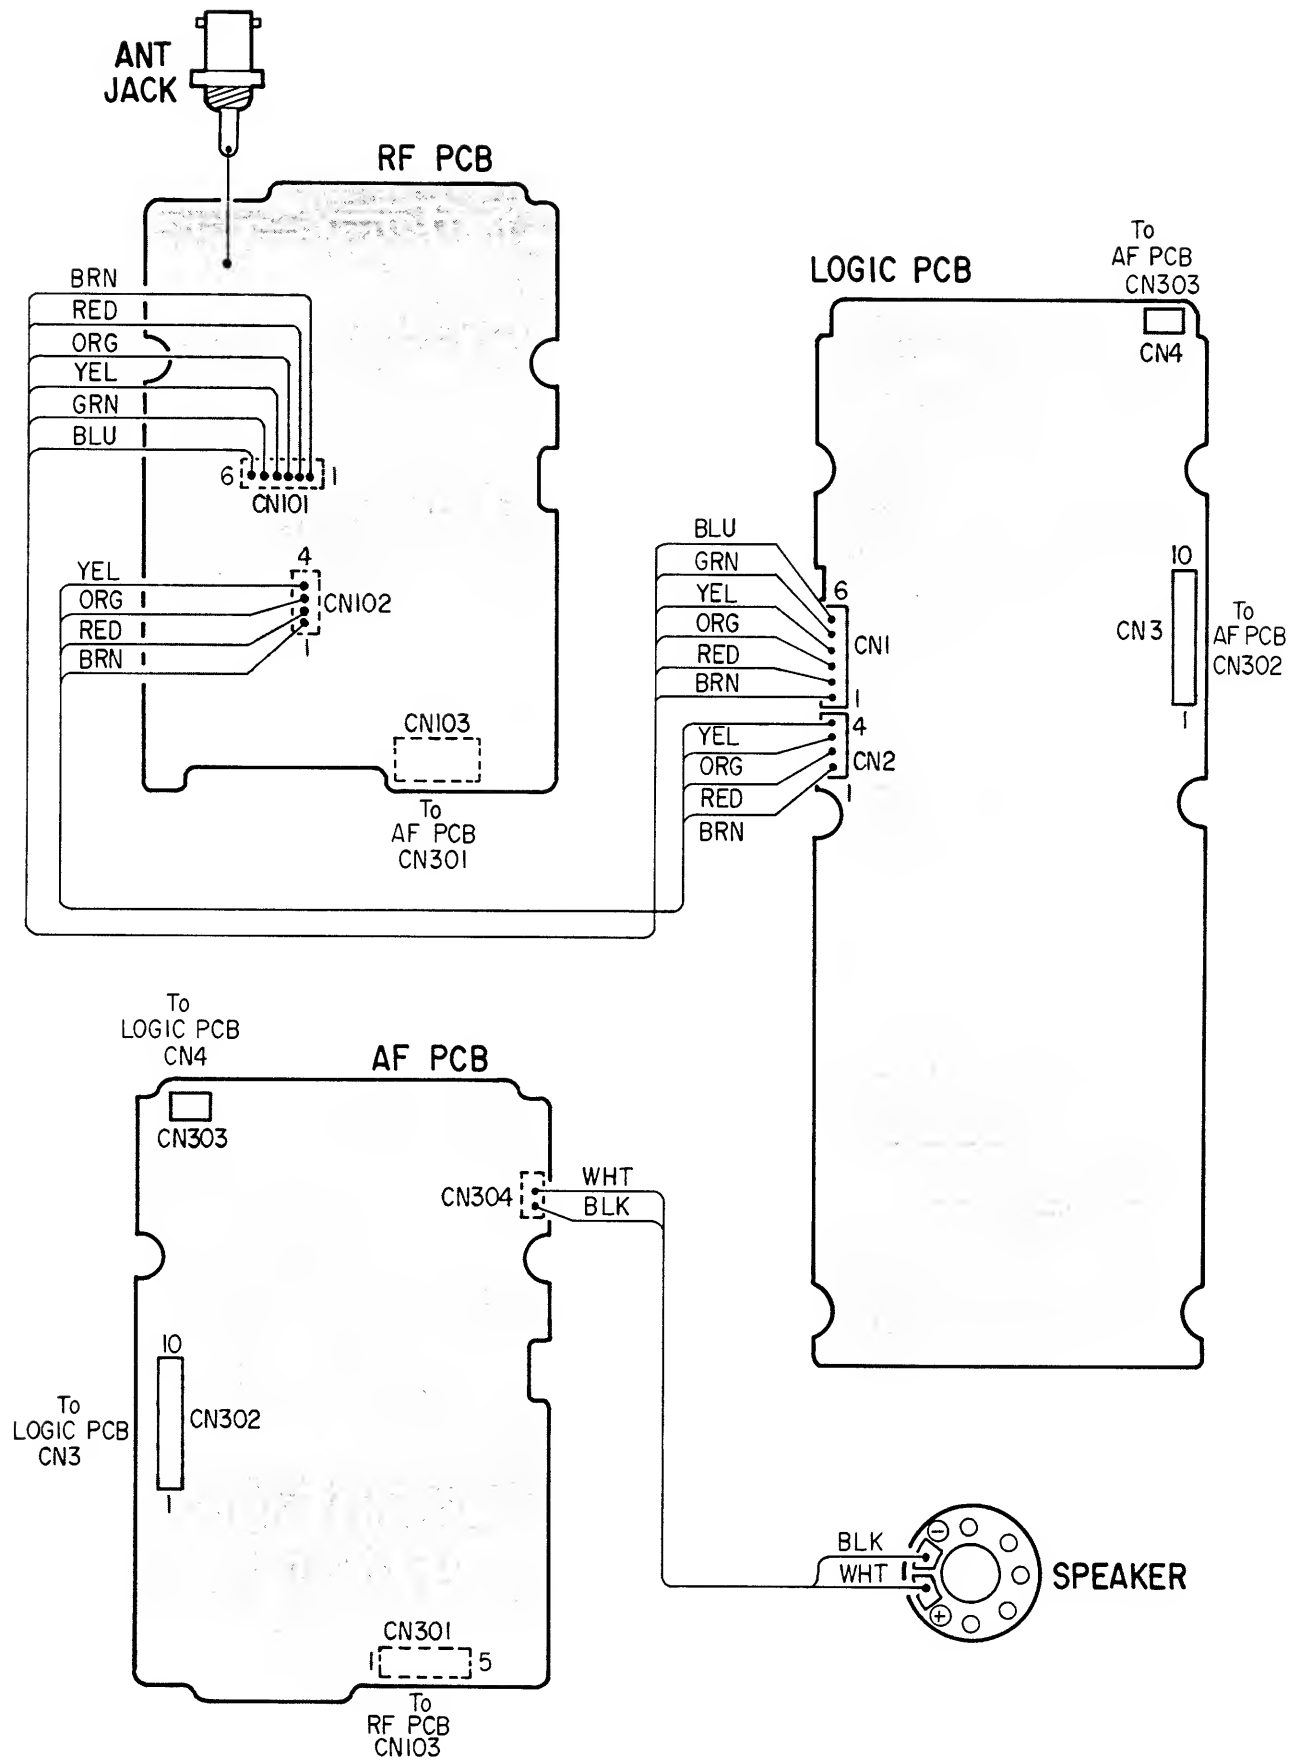 ANT
JACK
RF PCB
BRN
RED
ORG
YEL
GRN
BLU
6
1
CN101
4
YEL
ORG
RED
BRN
CN102
1
CN103
To
AF PCB
CN301
LOGIC PCB
To
AF PCB
CN303
CN4
BLU
GRN
YEL
ORG
RED
BRN
6
CN1
1
YEL
ORG
RED
BRN
4
CN2
1
10
CN3
1
To
AF PCB
CN302
To
LOGIC PCB
CN4
AF PCB
CN303
CN304
WHT
BLK
10
CN302
1
To
LOGIC PCB
CN3
CN301
1
5
To
RF PCB
CN103
BLK
WHT
−
+
SPEAKER